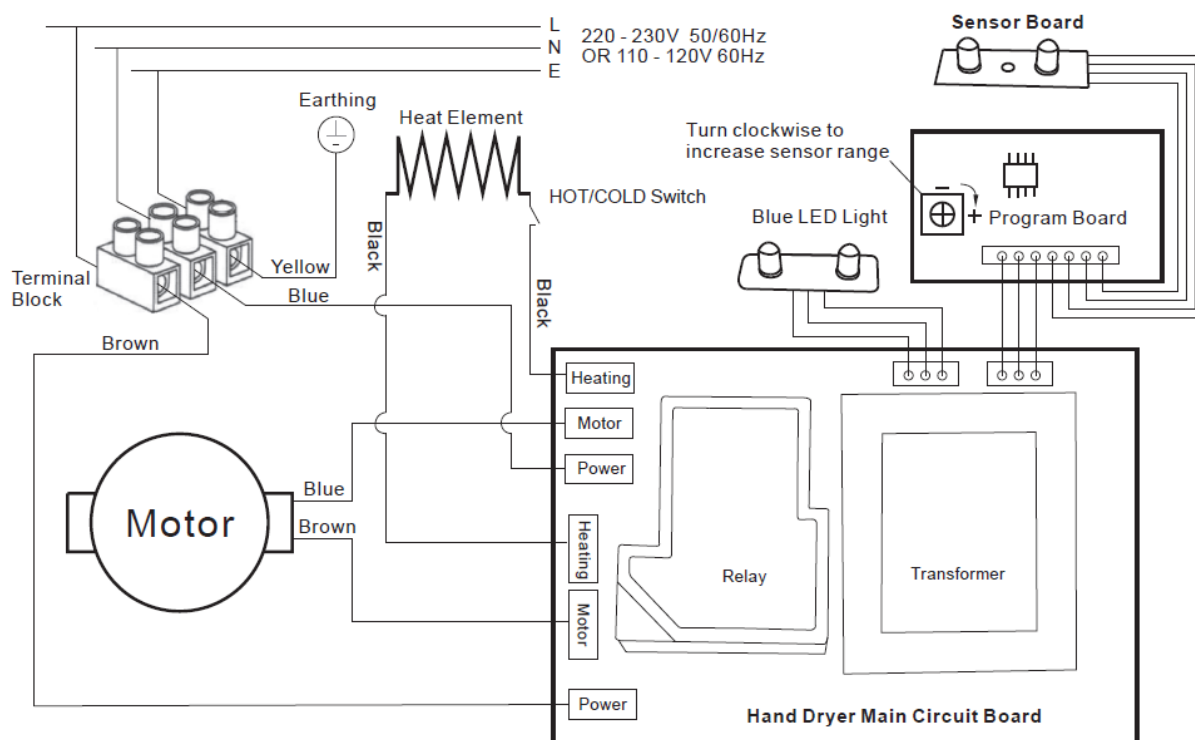 L
N
E
220 - 230V 50/60Hz
OR 110 - 120V 60Hz
Sensor Board
Earthing
Heat Element
Turn clockwise to
increase sensor range
HOT/COLD Switch
- +
Program Board
Blue LED Light
Black
Black
Yellow
Terminal
Block
Blue
Brown
Heating
Motor
Power
Blue
Brown
Motor
Heating
Motor
Power
Relay
Transformer
Hand Dryer Main Circuit Board